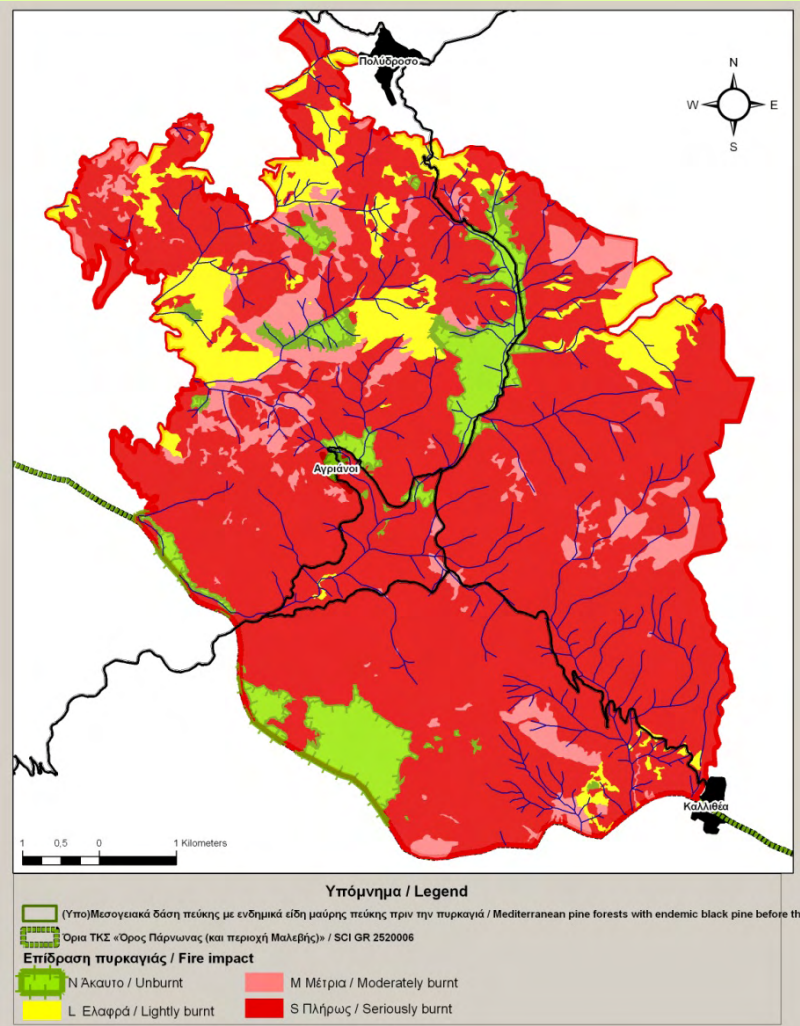 Πολύδροσο
N
W E
S
Αγριάνοι
Καλλιθέα
1 0,5 0 1 Kilometers
Υπόμνημα / Legend
(Υπο)Μεσογειακά δάση πεύκης με ενδημικά είδη μαύρης πεύκης πριν την πυρκαγιά / Mediterranean pine forests with endemic black pine before th
Όρια ΤΚΣ «Όρος Πάρνωνας (και περιοχή Μαλεβής)» / SCI GR 2520006
Επίδραση πυρκαγιάς / Fire impact
N Άκαυτο / Unburnt M Μέτρια / Moderately burnt
L Ελαφρά / Lightly burnt S Πλήρως / Seriously burnt